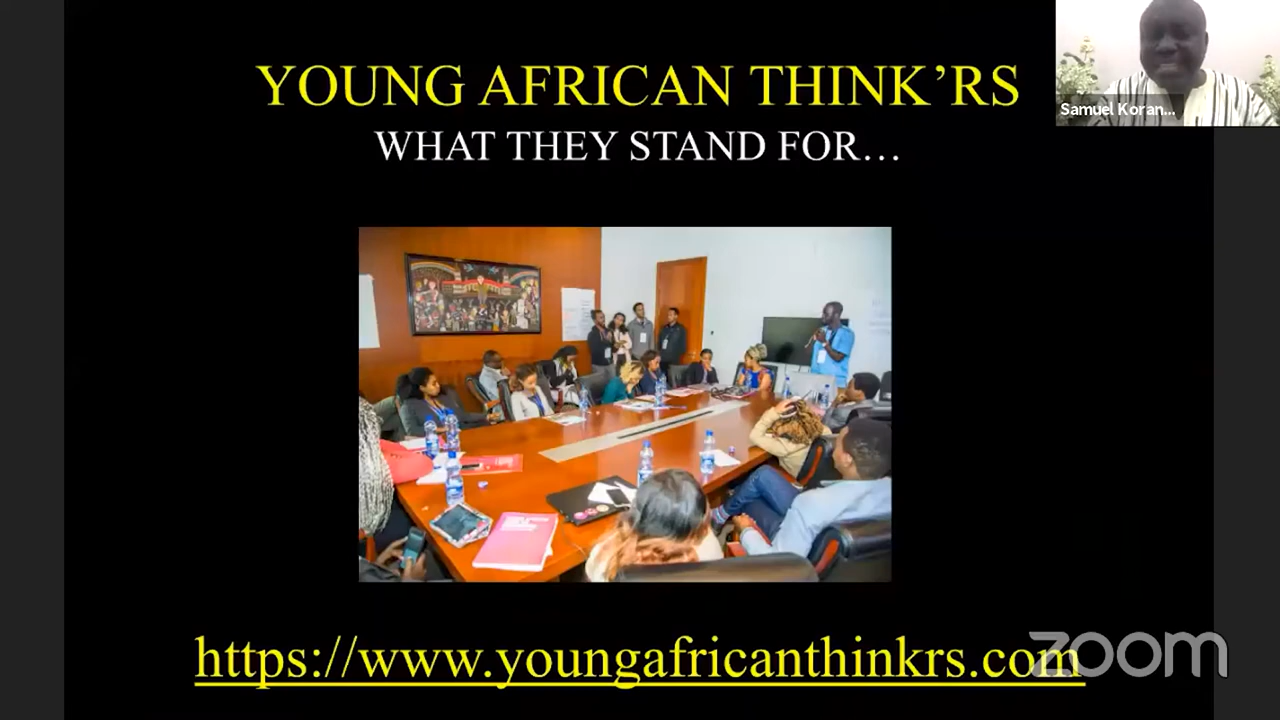 YOUNG AFRICAN THINK’RS
Samuel Koran...
WHAT THEY STAND FOR…
https://www.youngafricanthinkrs.com
zoom